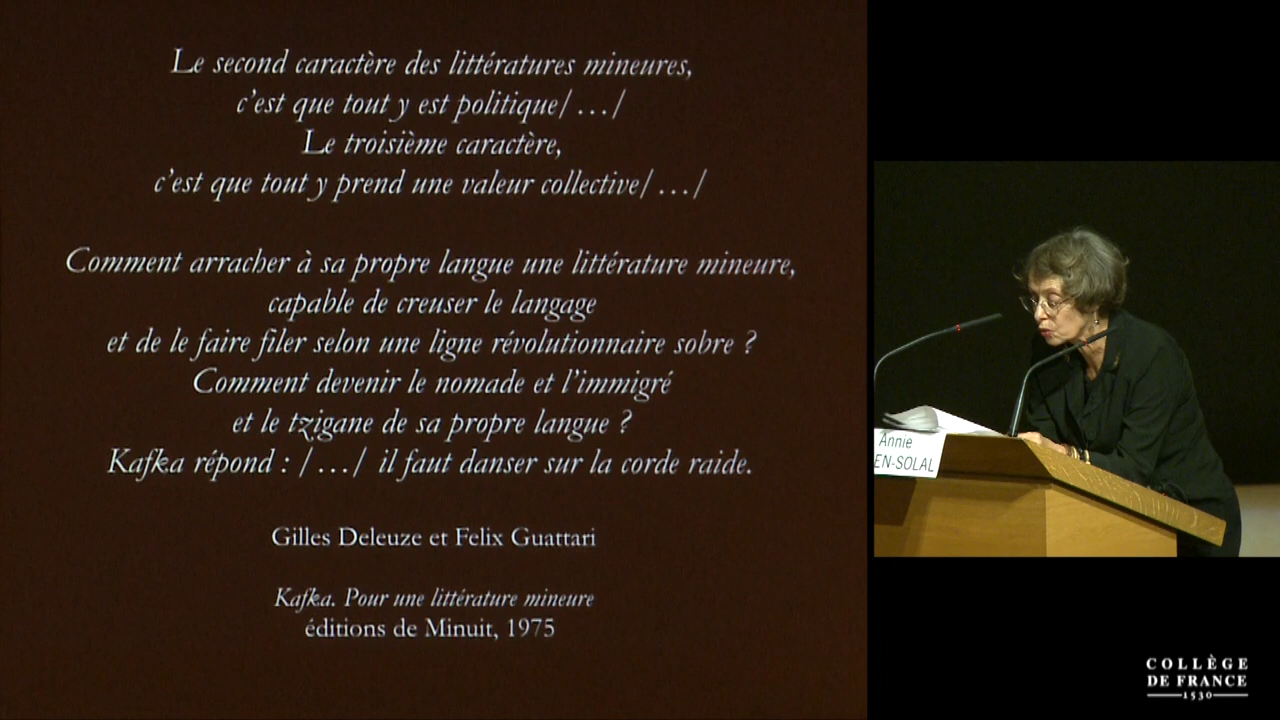 Le second caractère des littératures mineures,
c'est que tout y est politique/ .../
Le troisième caractère,
c'est que tout y prend une valeur collective/ .../
Comment arracher à sa propre langue une littérature mineure,
capable de creuser le langage
et de le faire filer selon une ligne révolutionnaire sobre ?
Comment devenir le nomade et l'immigré
et le tzigane de sa propre langue ?
Kafka répond : /.../ il faut danser sur la corde raide.
Gilles Deleuze et Felix Guattari
Kafka. Pour une littérature mineure
éditions de Minuit, 1975
Annie
EN-SOLAL
COLLÈGE
DE FRANCE
1530